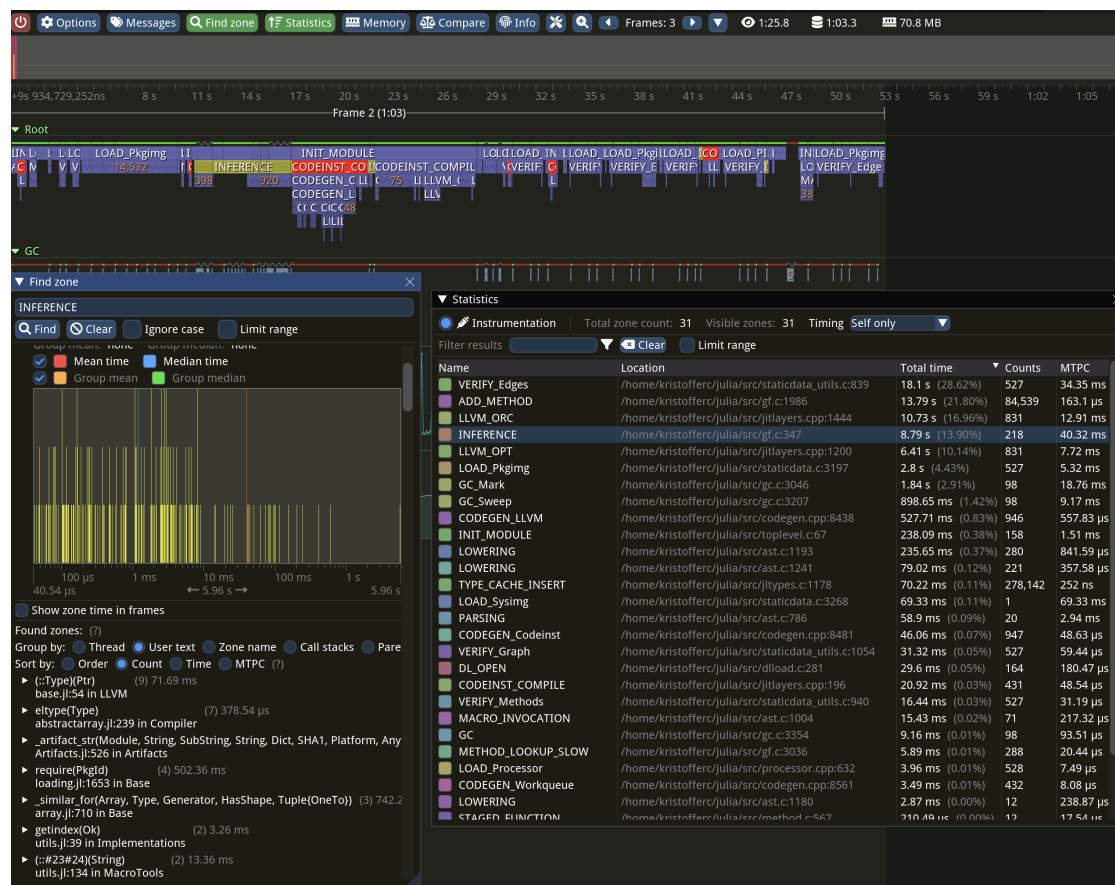 Options Messages Find zone Statistics Memory Compare Info Frames: 3 1:25.8 1:03.3 70.8 MB
+9s 934,729,252ns 8 s 11 s 14 s 17 s 20 s 23 s 26 s 29 s 32 s 35 s 38 s 41 s 44 s 47 s 50 s 53 s 56 s 59 s 1:02 1:05
Frame 2 (1:03)
Root
LOAD_Pkgimg INIT_MODULE
14,532 INFERENCE CODEINST_CO CODEINST_COMPIL
398 920 CODEGEN_C LI 75
CODEGEN_L
48
38
GC
Find zone
INFERENCE
Find Clear Ignore case Limit range
Group mean: none Group median: none
Mean time Median time
Group mean Group median
100 µs 1 ms 10 ms 100 ms 1 s
40.54 µs 5.96 s 5.96 s
Show zone time in frames
Found zones: (?)
Group by: Thread User text Zone name Call stacks Pare
Sort by: Order Count Time MTPC (?)
(::Type)(Ptr) (9) 71.69 ms
base.jl:54 in LLVM
eltype(Type) (7) 378.54 µs
abstractarray.jl:239 in Compiler
_artifact_str(Module, String, SubString, String, Dict, SHA1, Platform, Any
Artifacts.jl:526 in Artifacts
require(PkgId) (4) 502.36 ms
loading.jl:1653 in Base
_similar_for(Array, Type, Generator, HasShape, Tuple{OneTo}) (3) 742.2
array.jl:710 in Base
getindex(Ok) (2) 3.26 ms
utils.jl:39 in Implementations
(::#23#24)(String) (2) 13.36 ms
utils.jl:134 in MacroTools
Statistics
Instrumentation Total zone count: 31 Visible zones: 31 Timing Self only
Filter results Clear Limit range
Name Location Total time Counts MTPC
VERIFY_Edges /home/kristofferc/julia/src/staticdata_utils.c:839 18.1 s (28.62%) 527 34.35 ms
ADD_METHOD /home/kristofferc/julia/src/gf.c:1986 13.79 s (21.80%) 84,539 163.1 µs
LLVM_ORC /home/kristofferc/julia/src/jitlayers.cpp:1444 10.73 s (16.96%) 831 12.91 ms
INFERENCE /home/kristofferc/julia/src/gf.c:347 8.79 s (13.90%) 218 40.32 ms
LLVM_OPT /home/kristofferc/julia/src/jitlayers.cpp:1200 6.41 s (10.14%) 831 7.72 ms
LOAD_Pkgimg /home/kristofferc/julia/src/staticdata.c:3197 2.8 s (4.43%) 527 5.32 ms
GC_Mark /home/kristofferc/julia/src/gc.c:3046 1.84 s (2.91%) 98 18.76 ms
GC_Sweep /home/kristofferc/julia/src/gc.c:3207 898.65 ms (1.42%) 98 9.17 ms
CODEGEN_LLVM /home/kristofferc/julia/src/codegen.cpp:8438 527.71 ms (0.83%) 946 557.83 µs
INIT_MODULE /home/kristofferc/julia/src/toplevel.c:67 238.09 ms (0.38%) 158 1.51 ms
LOWERING /home/kristofferc/julia/src/ast.c:1193 235.65 ms (0.37%) 280 841.59 µs
LOWERING /home/kristofferc/julia/src/ast.c:1241 79.02 ms (0.12%) 221 357.58 µs
TYPE_CACHE_INSERT /home/kristofferc/julia/src/jltypes.c:1178 70.22 ms (0.11%) 278,142 252 ns
LOAD_Sysimg /home/kristofferc/julia/src/staticdata.c:3268 69.33 ms (0.11%) 1 69.33 ms
PARSING /home/kristofferc/julia/src/ast.c:786 58.9 ms (0.09%) 20 2.94 ms
CODEGEN_Codeinst /home/kristofferc/julia/src/codegen.cpp:8481 46.06 ms (0.07%) 947 48.63 µs
VERIFY_Graph /home/kristofferc/julia/src/staticdata_utils.c:1054 31.32 ms (0.05%) 527 59.44 µs
DL_OPEN /home/kristofferc/julia/src/dlload.c:281 29.6 ms (0.05%) 164 180.47 µs
CODEINST_COMPILE /home/kristofferc/julia/src/jitlayers.cpp:196 20.92 ms (0.03%) 431 48.54 µs
VERIFY_Methods /home/kristofferc/julia/src/staticdata_utils.c:940 16.44 ms (0.03%) 527 31.19 µs
MACRO_INVOCATION /home/kristofferc/julia/src/ast.c:1004 15.43 ms (0.02%) 71 217.32 µs
GC /home/kristofferc/julia/src/gc.c:3354 9.16 ms (0.01%) 98 93.51 µs
METHOD_LOOKUP_SLOW /home/kristofferc/julia/src/gf.c:3036 5.89 ms (0.01%) 288 20.44 µs
LOAD_Processor /home/kristofferc/julia/src/processor.cpp:632 3.96 ms (0.01%) 528 7.49 µs
CODEGEN_Workqueue /home/kristofferc/julia/src/codegen.cpp:8561 3.49 ms (0.01%) 432 8.08 µs
LOWERING /home/kristofferc/julia/src/ast.c:1180 2.87 ms (0.00%) 12 238.87 µs
STAGED_FUNCTION /home/kristofferc/julia/src/method.c:567 210.49 µs (0.00%) 12 17.54 µs